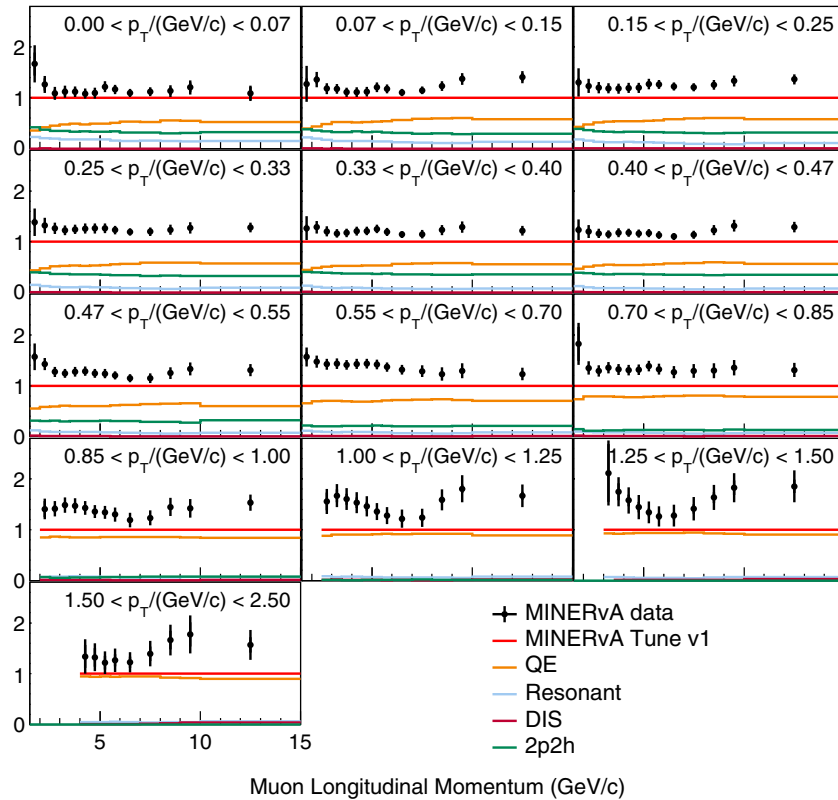 0.00 < p_T/(GeV/c) < 0.07
0.07 < p_T/(GeV/c) < 0.15
0.15 < p_T/(GeV/c) < 0.25
2
1
0
0.25 < p_T/(GeV/c) < 0.33
0.33 < p_T/(GeV/c) < 0.40
0.40 < p_T/(GeV/c) < 0.47
2
1
0
0.47 < p_T/(GeV/c) < 0.55
0.55 < p_T/(GeV/c) < 0.70
0.70 < p_T/(GeV/c) < 0.85
2
1
0
0.85 < p_T/(GeV/c) < 1.00
1.00 < p_T/(GeV/c) < 1.25
1.25 < p_T/(GeV/c) < 1.50
2
1
0
1.50 < p_T/(GeV/c) < 2.50
2
1
0
5 10 15
MINERvA data
MINERvA Tune v1
QE
Resonant
DIS
2p2h
Muon Longitudinal Momentum (GeV/c)